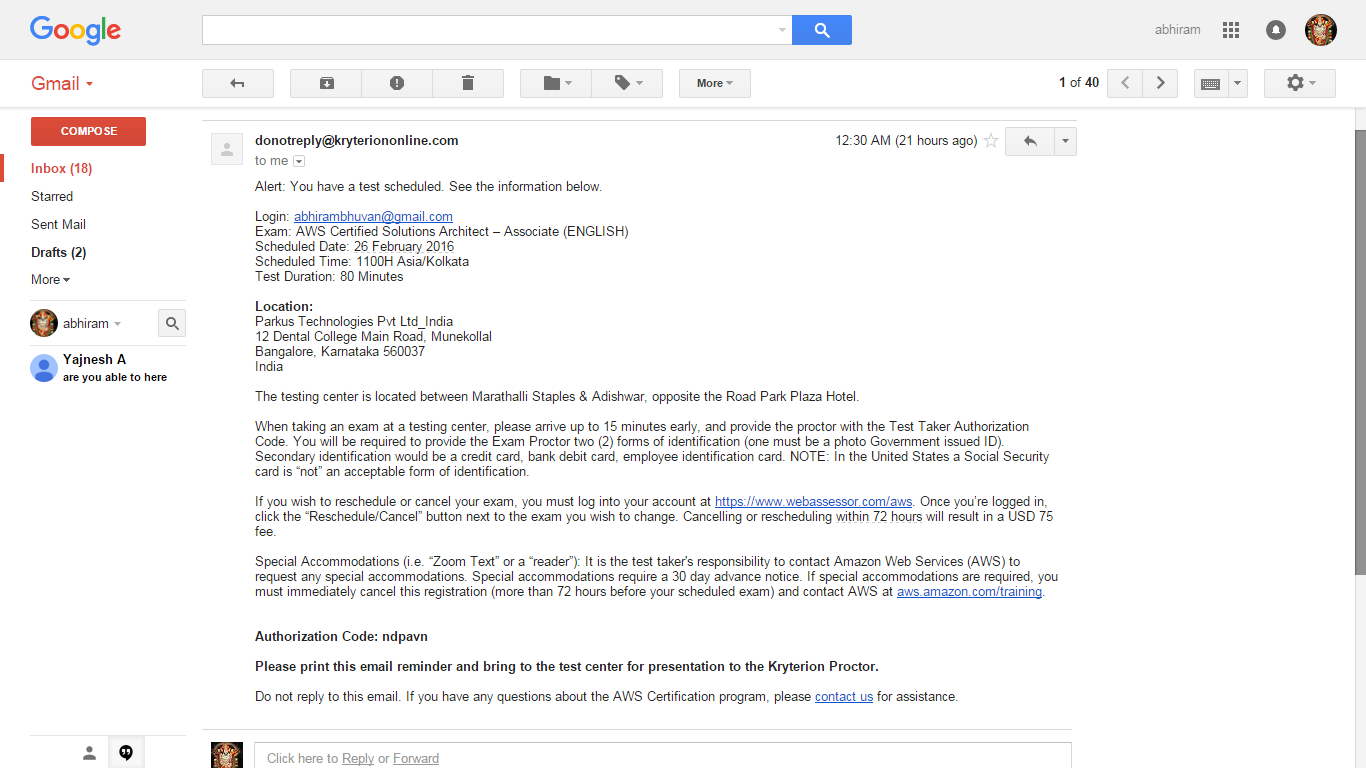 Google
abhiram
Gmail
More
1 of 40
COMPOSE
Inbox (18)
Starred
Sent Mail
Drafts (2)
More
abhiram
Yajnesh A
are you able to here
donotreply@kryteriononline.com
12:30 AM (21 hours ago)
to me
Alert: You have a test scheduled. See the information below.
Login: abhirambhuvan@gmail.com
Exam: AWS Certified Solutions Architect – Associate (ENGLISH)
Scheduled Date: 26 February 2016
Scheduled Time: 1100H Asia/Kolkata
Test Duration: 80 Minutes
Location:
Parkus Technologies Pvt Ltd_India
12 Dental College Main Road, Munekollal
Bangalore, Karnataka 560037
India
The testing center is located between Marathalli Staples & Adishwar, opposite the Road Park Plaza Hotel.
When taking an exam at a testing center, please arrive up to 15 minutes early, and provide the proctor with the Test Taker Authorization
Code. You will be required to provide the Exam Proctor two (2) forms of identification (one must be a photo Government issued ID).
Secondary identification would be a credit card, bank debit card, employee identification card. NOTE: In the United States a Social Security
card is “not” an acceptable form of identification.
If you wish to reschedule or cancel your exam, you must log into your account at https://www.webassessor.com/aws. Once you’re logged in,
click the “Reschedule/Cancel” button next to the exam you wish to change. Cancelling or rescheduling within 72 hours will result in a USD 75
fee.
Special Accommodations (i.e. “Zoom Text” or a “reader”): It is the test taker's responsibility to contact Amazon Web Services (AWS) to
request any special accommodations. Special accommodations require a 30 day advance notice. If special accommodations are required, you
must immediately cancel this registration (more than 72 hours before your scheduled exam) and contact AWS at aws.amazon.com/training.
Authorization Code: ndpavn
Please print this email reminder and bring to the test center for presentation to the Kryterion Proctor.
Do not reply to this email. If you have any questions about the AWS Certification program, please contact us for assistance.
Click here to Reply or Forward